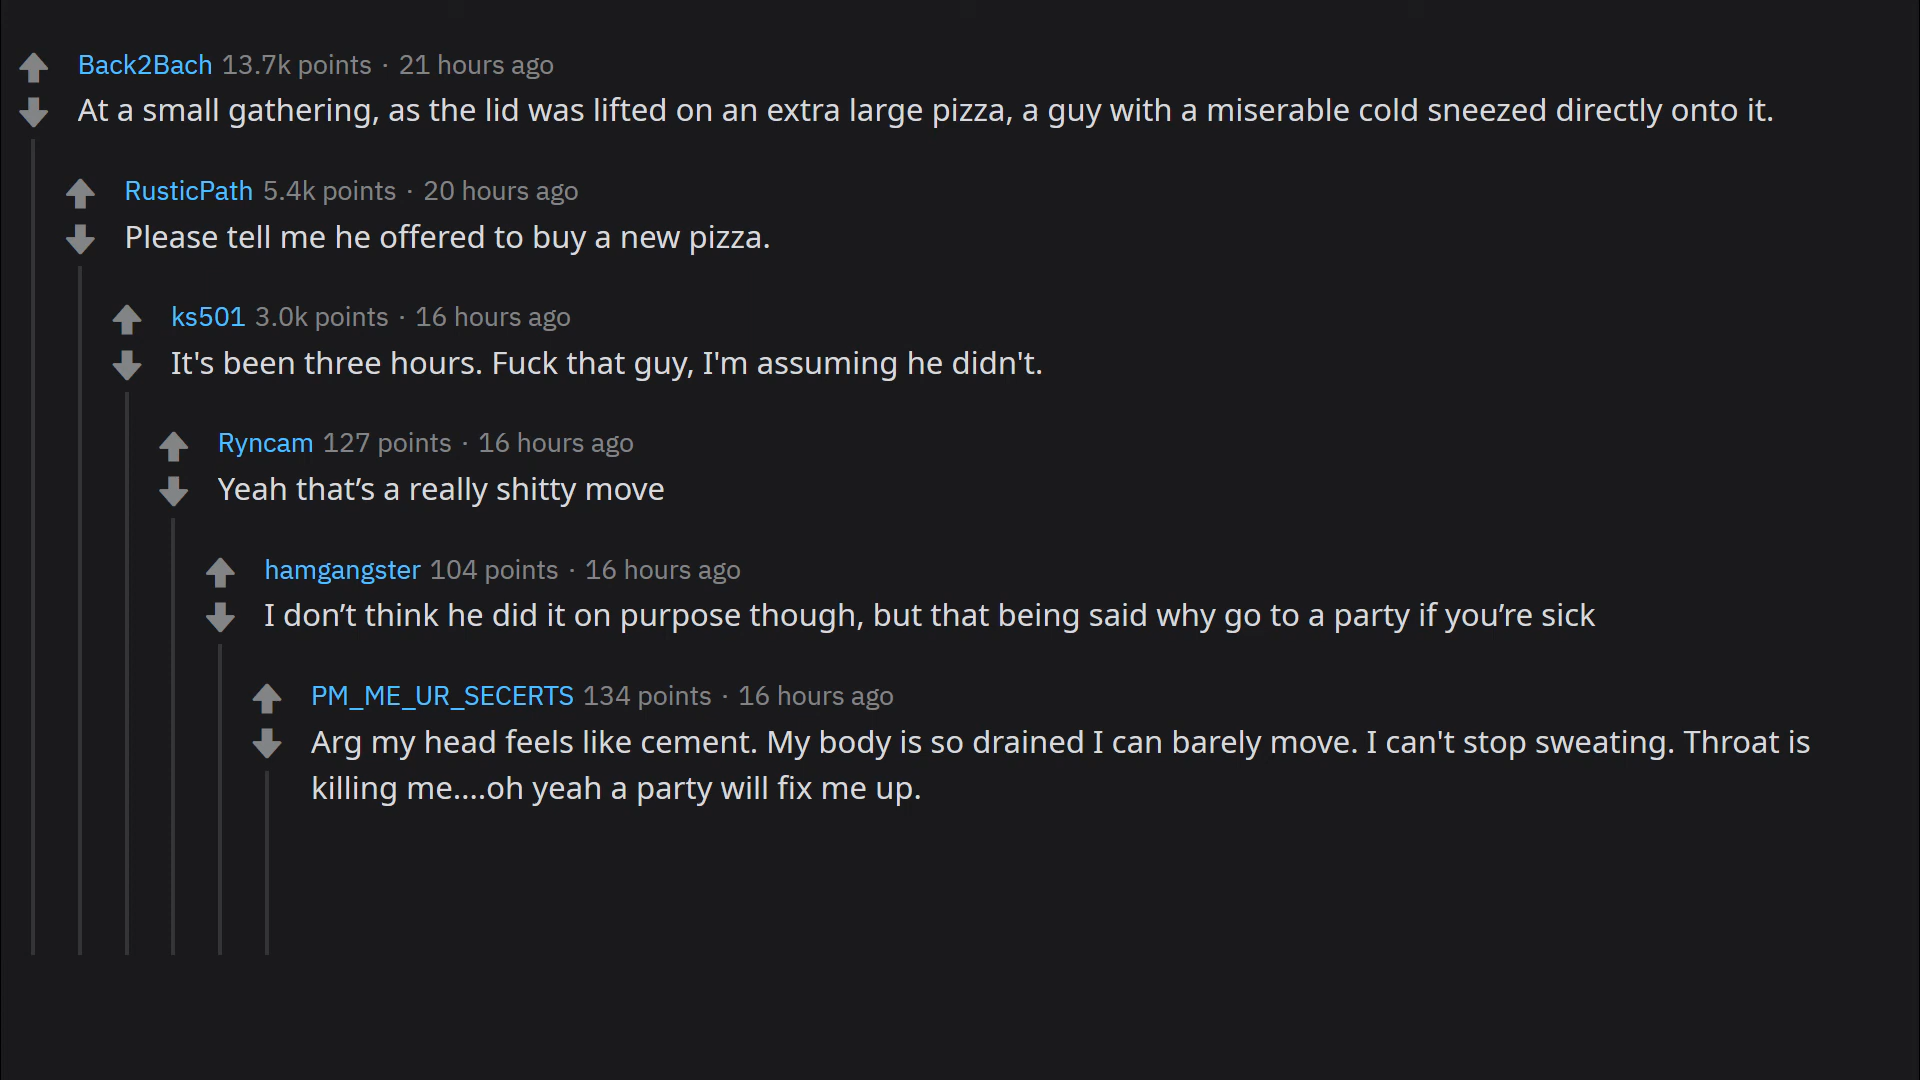 Back2Bach 13.7k points · 21 hours ago
At a small gathering, as the lid was lifted on an extra large pizza, a guy with a miserable cold sneezed directly onto it.
RusticPath 5.4k points · 20 hours ago
Please tell me he offered to buy a new pizza.
ks501 3.0k points · 16 hours ago
It's been three hours. Fuck that guy, I'm assuming he didn't.
Ryncam 127 points · 16 hours ago
Yeah that’s a really shitty move
hamgangster 104 points · 16 hours ago
I don’t think he did it on purpose though, but that being said why go to a party if you’re sick
PM_ME_UR_SECERTS 134 points · 16 hours ago
Arg my head feels like cement. My body is so drained I can barely move. I can't stop sweating. Throat is
killing me....oh yeah a party will fix me up.